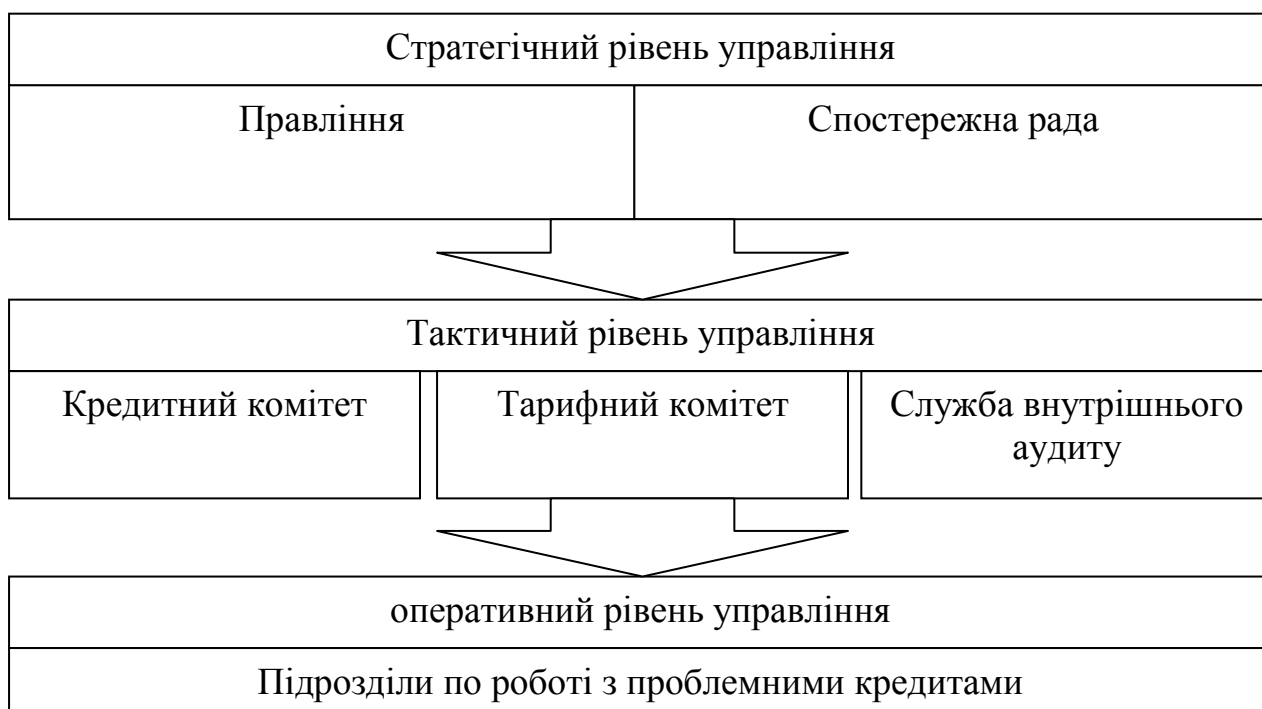 Стратегічний рівень управління
Правління
Спостережна рада
Тактичний рівень управління
Кредитний комітет
Тарифний комітет
Служба внутрішнього
аудиту
оперативний рівень управління
Підрозділи по роботі з проблемними кредитами